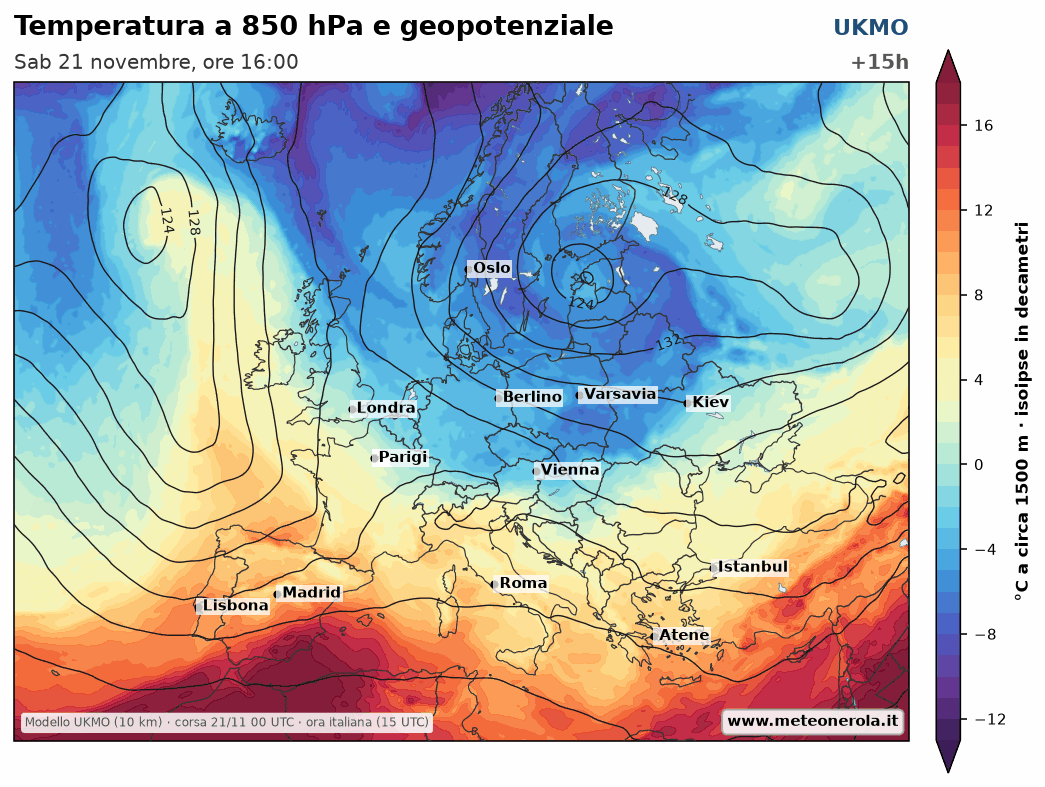 Temperatura a 850 hPa e geopotenziale
UKMO
Sab 21 novembre, ore 16:00
+15h
124
128
128
124
132
Oslo
Berlino
Varsavia
Kiev
Londra
Parigi
Vienna
Istanbul
Roma
Madrid
Lisbona
Atene
16
12
8
4
0
−4
−8
−12
°C a circa 1500 m · isoipse in decametri
Modello UKMO (10 km) · corsa 21/11 00 UTC · ora italiana (15 UTC)
www.meteonerola.it